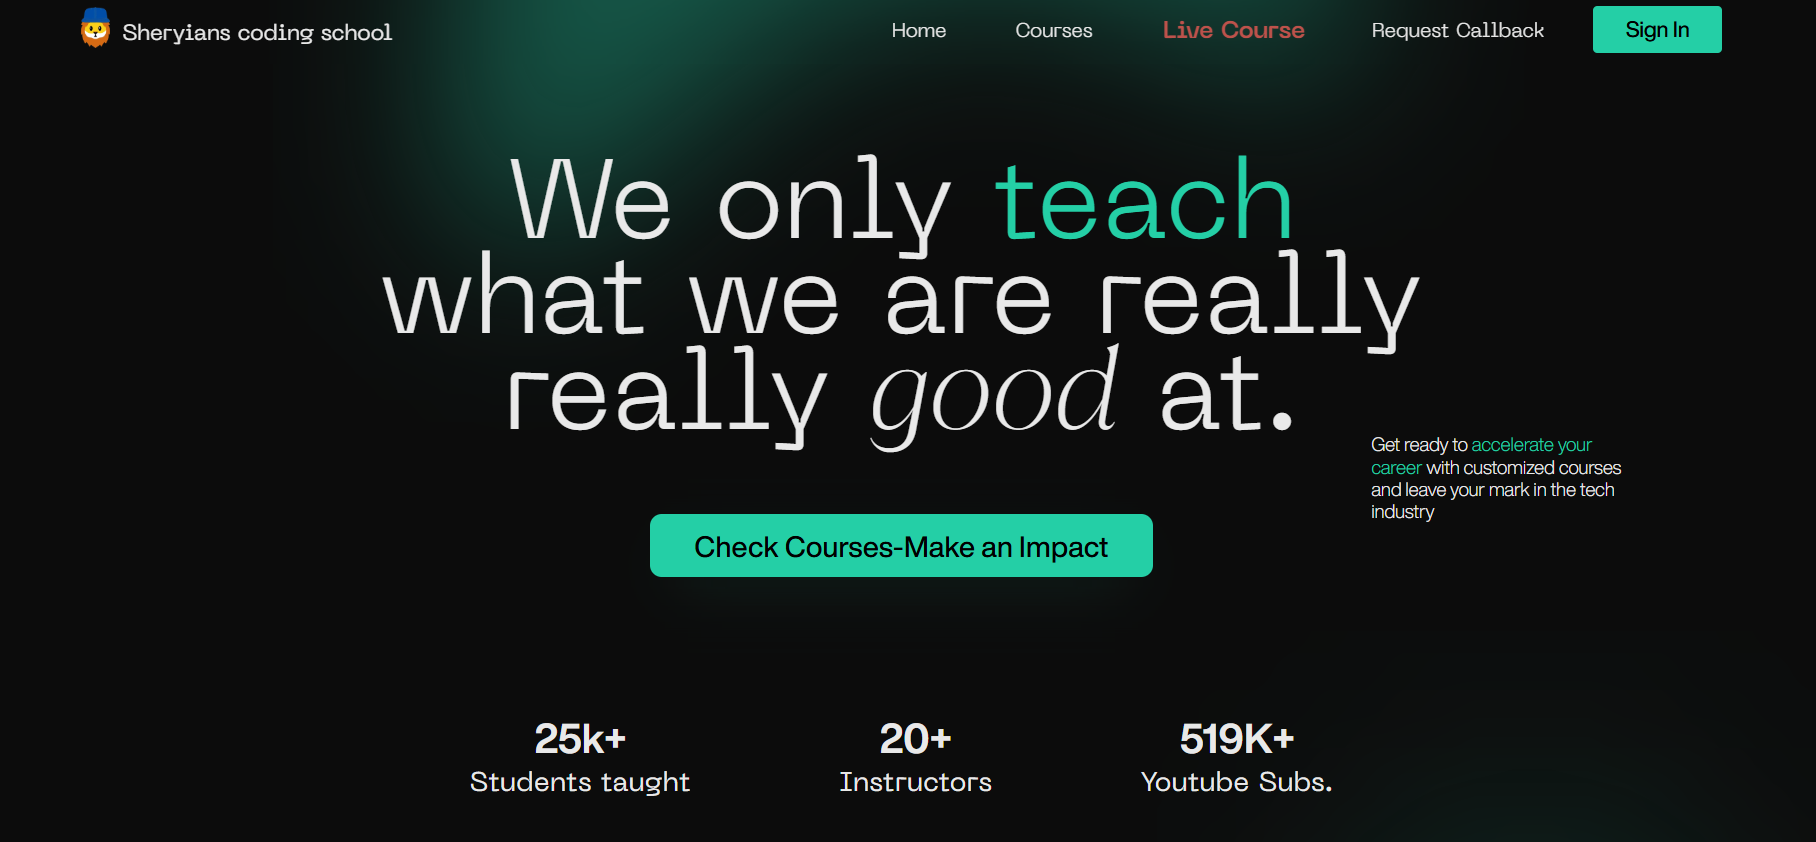 Sheryians coding school
Home
Courses
Live Course
Request Callback
Sign In
We only teach
what we are really
really good at.
Get ready to accelerate your
career with customized courses
and leave your mark in the tech
industry
Check Courses-Make an Impact
25k+
Students taught
20+
Instructors
519K+
Youtube Subs.